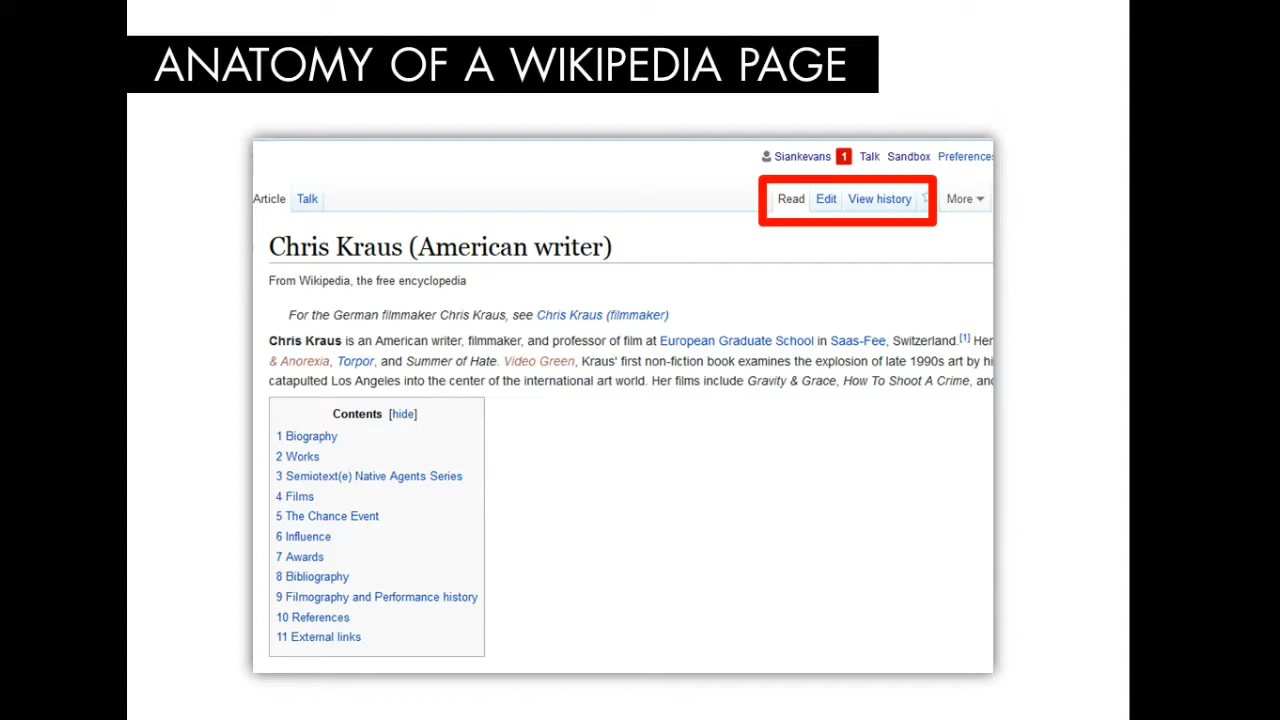 ANATOMY OF A WIKIPEDIA PAGE
Siankevans 1 Talk Sandbox Preferences
Article Talk Read Edit View history More
Chris Kraus (American writer)
From Wikipedia, the free encyclopedia
For the German filmmaker Chris Kraus, see Chris Kraus (filmmaker)
Chris Kraus is an American writer, filmmaker, and professor of film at European Graduate School in Saas-Fee, Switzerland.[1] Her
& Anorexia, Torpor, and Summer of Hate. Video Green, Kraus' first non-fiction book examines the explosion of late 1990s art by hi
catapulted Los Angeles into the center of the international art world. Her films include Gravity & Grace, How To Shoot A Crime, and
Contents [hide]
1 Biography
2 Works
3 Semiotext(e) Native Agents Series
4 Films
5 The Chance Event
6 Influence
7 Awards
8 Bibliography
9 Filmography and Performance history
10 References
11 External links